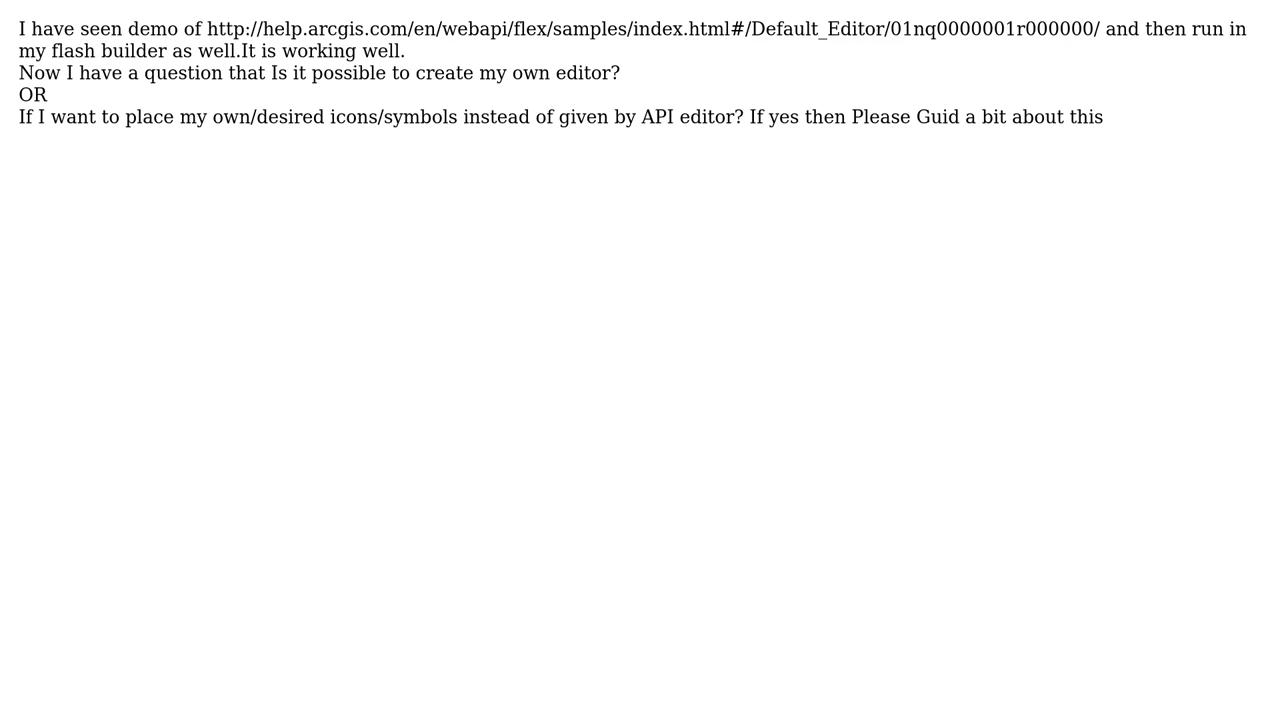 I have seen demo of http://help.arcgis.com/en/webapi/flex/samples/index.html#/Default_Editor/01nq0000001r000000/ and then run in
my flash builder as well.It is working well.
Now I have a question that Is it possible to create my own editor?
OR
If I want to place my own/desired icons/symbols instead of given by API editor? If yes then Please Guid a bit about this